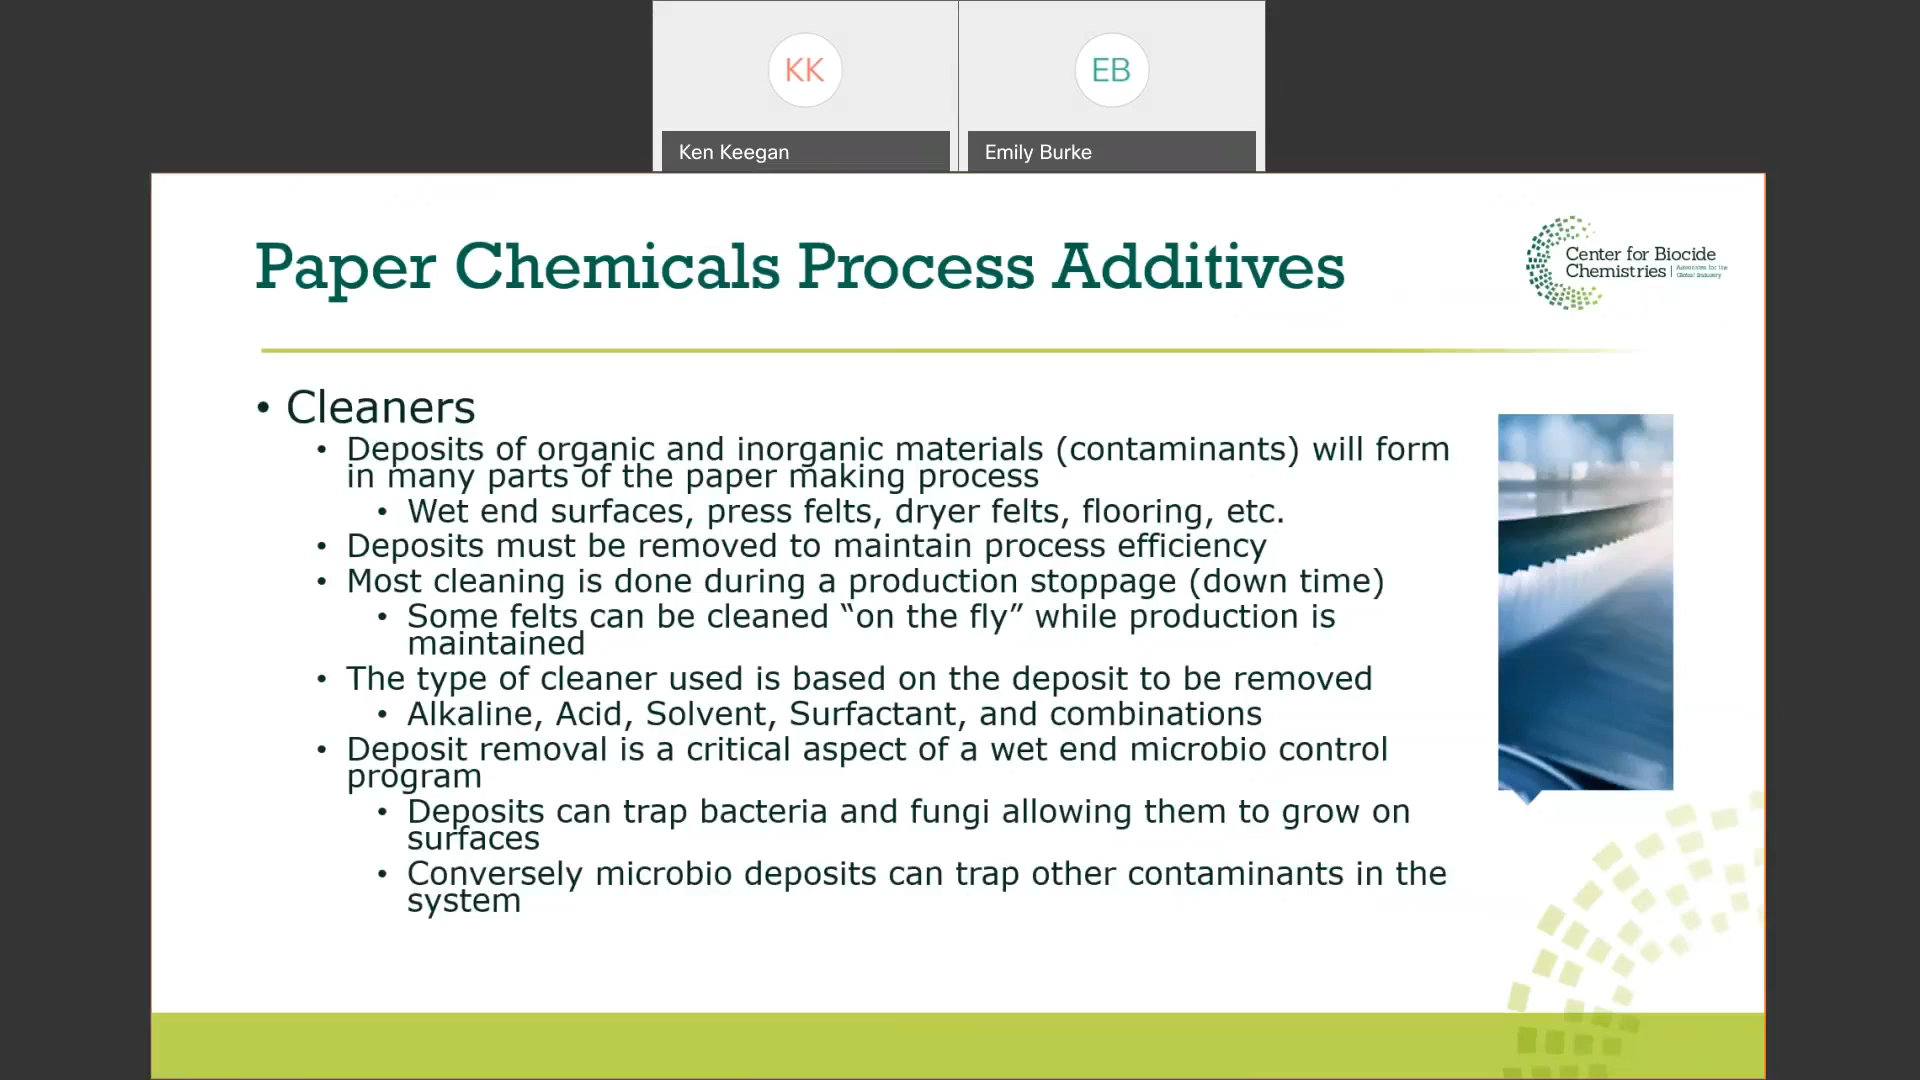 KK
EB
Ken Keegan
Emily Burke
Paper Chemicals Process Additives
Center for Biocide
Chemistries | Advocates for the
Global Industry
• Cleaners
• Deposits of organic and inorganic materials (contaminants) will form
in many parts of the paper making process
• Wet end surfaces, press felts, dryer felts, flooring, etc.
• Deposits must be removed to maintain process efficiency
• Most cleaning is done during a production stoppage (down time)
• Some felts can be cleaned “on the fly” while production is
maintained
• The type of cleaner used is based on the deposit to be removed
• Alkaline, Acid, Solvent, Surfactant, and combinations
• Deposit removal is a critical aspect of a wet end microbio control
program
• Deposits can trap bacteria and fungi allowing them to grow on
surfaces
• Conversely microbio deposits can trap other contaminants in the
system